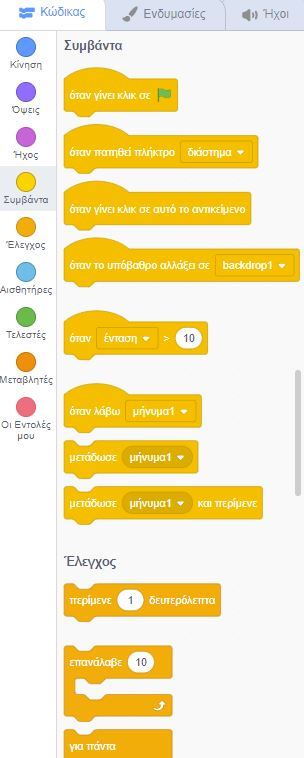 Κώδικας
Ενδυμασίες
Ήχοι
Κίνηση
Όψεις
Ήχος
Συμβάντα
Έλεγχος
Αισθητήρες
Τελεστές
Μεταβλητές
Οι Εντολές
μου
Συμβάντα
όταν γίνει κλικ σε
όταν πατηθεί πλήκτρο διάστημα
όταν γίνει κλικ σε αυτό το αντικείμενο
όταν το υπόβαθρο αλλάξει σε backdrop1
όταν ένταση > 10
όταν λάβω μήνυμα1
μετάδωσε μήνυμα1
μετάδωσε μήνυμα1 και περίμενε
Έλεγχος
περίμενε 1 δευτερόλεπτα
επανάλαβε 10
για πάντα